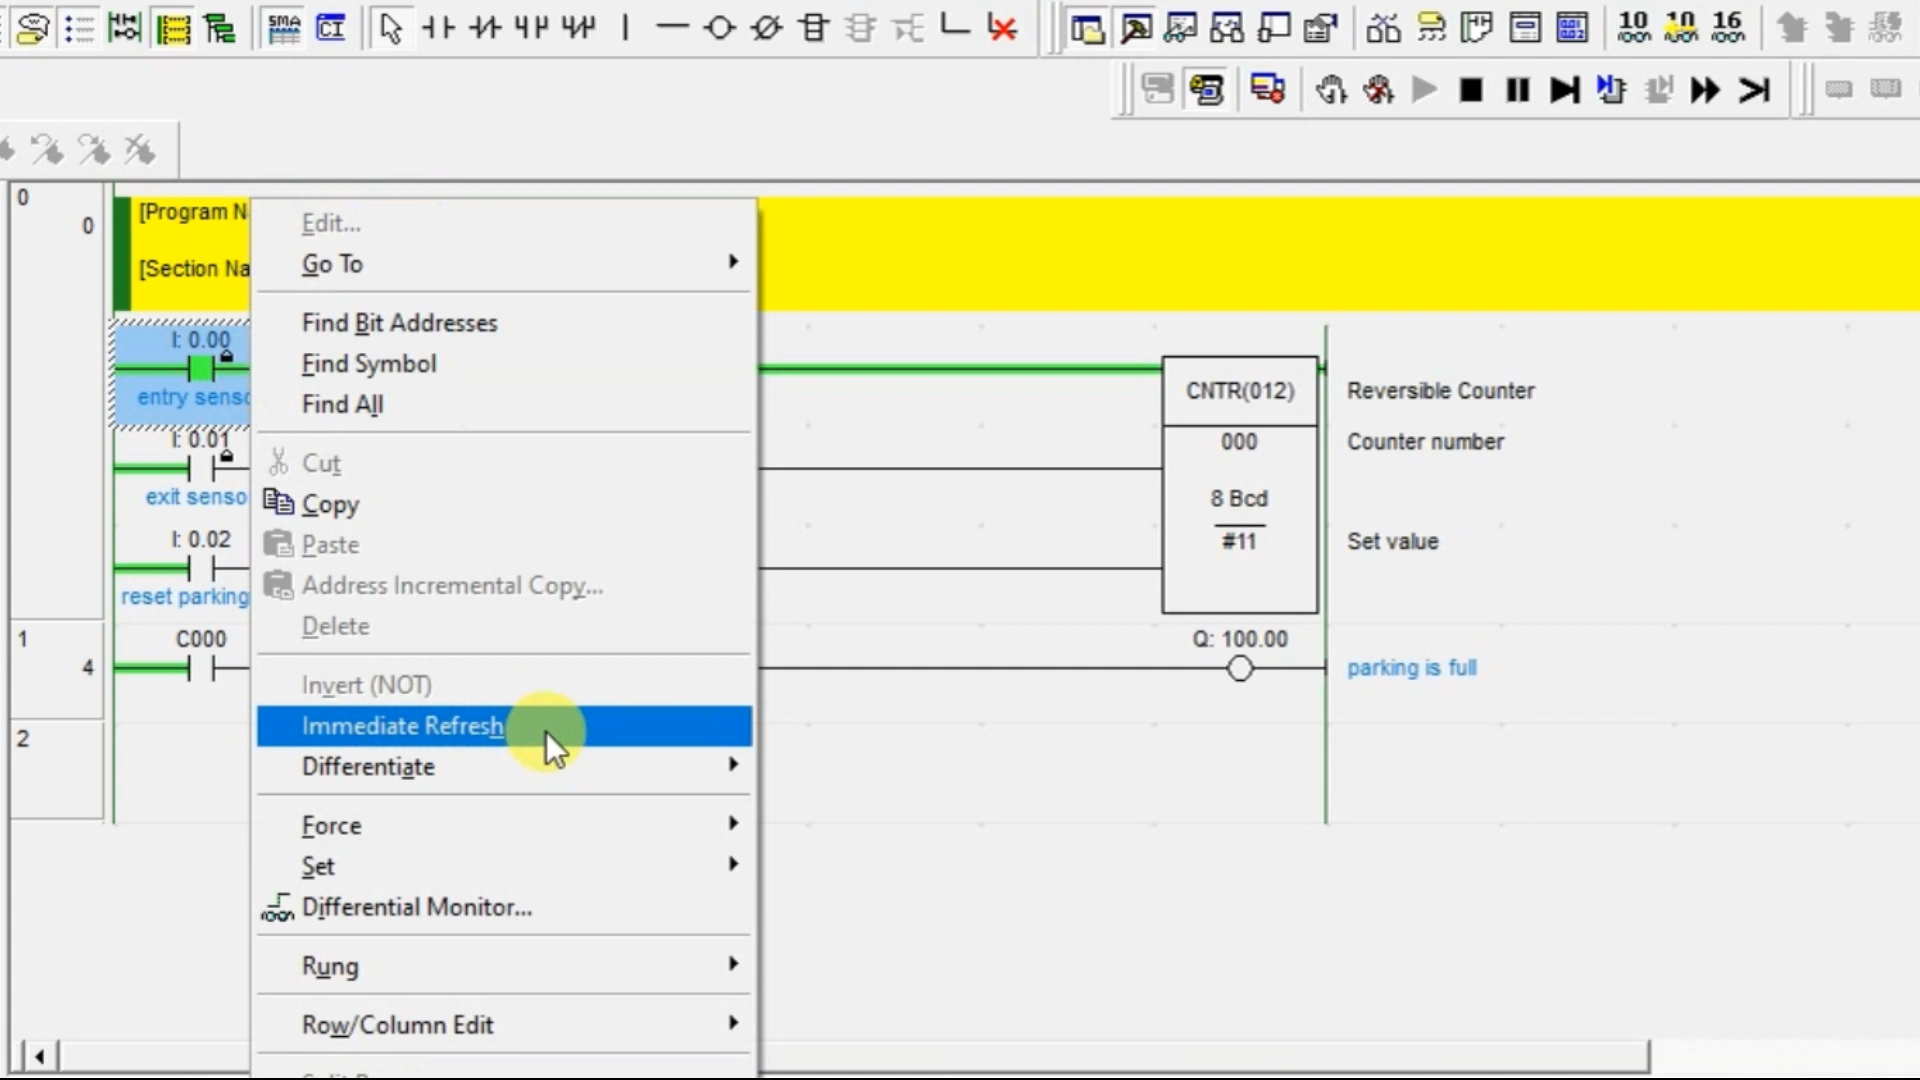 SMA
CI
10
10
16
0
0
[Program N
[Section Na
Edit...
Go To
Find Bit Addresses
Find Symbol
Find All
Cut
Copy
Paste
Address Incremental Copy...
Delete
Invert (NOT)
Immediate Refresh
Differentiate
Force
Set
Differential Monitor...
Rung
Row/Column Edit
I: 0.00
entry senso
I: 0.01
exit senso
I: 0.02
reset parking
CNTR(012)
Reversible Counter
000
Counter number
8 Bcd
#11
Set value
1
4
C000
Q: 100.00
parking is full
2